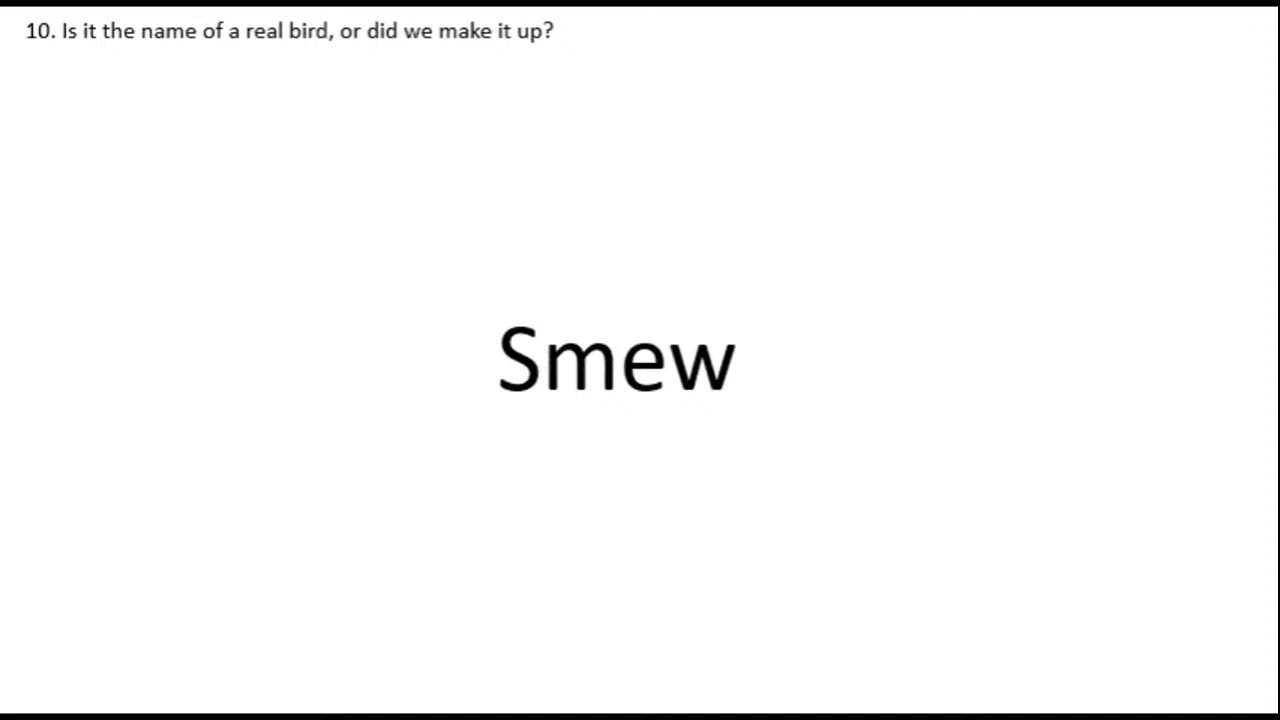 10. Is it the name of a real bird, or did we make it up?
Smew